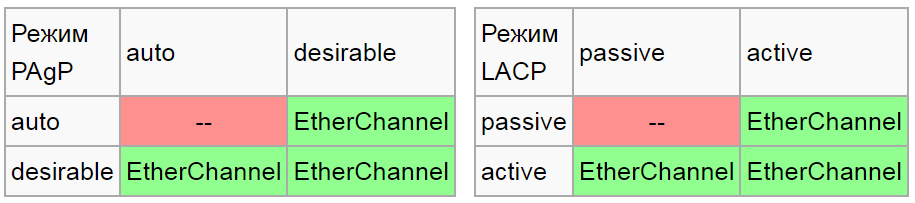 Режим PAgP auto desirable
auto -- EtherChannel
desirable EtherChannel EtherChannel
Режим LACP passive active
passive -- EtherChannel
active EtherChannel EtherChannel